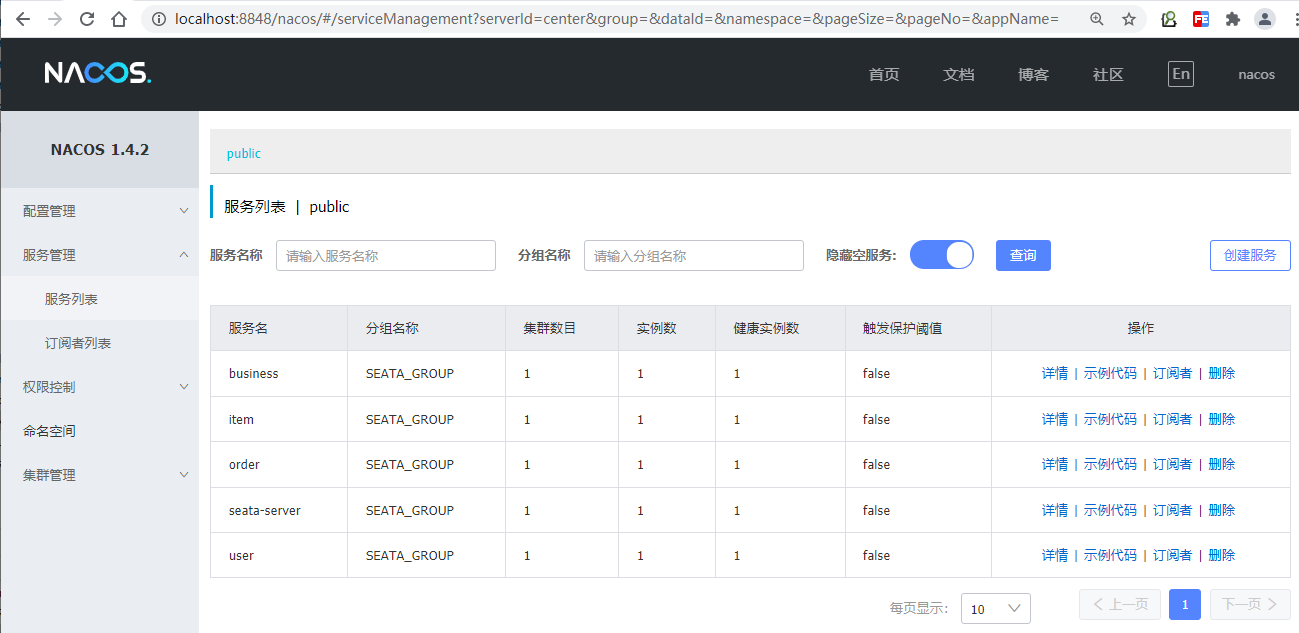 localhost:8848/nacos/#/serviceManagement?serverId=center&group=&dataId=&namespace=&pageSize=&pageNo=&appName=
FE
NACOS. 首页 文档 博客 社区 En nacos
NACOS 1.4.2
配置管理
服务管理
服务列表
订阅者列表
权限控制
命名空间
集群管理
public
服务列表 | public
服务名称 请输入服务名称 分组名称 请输入分组名称 隐藏空服务: 查询 创建服务
服务名 分组名称 集群数目 实例数 健康实例数 触发保护阈值 操作
business SEATA_GROUP 1 1 1 false 详情 | 示例代码 | 订阅者 | 删除
item SEATA_GROUP 1 1 1 false 详情 | 示例代码 | 订阅者 | 删除
order SEATA_GROUP 1 1 1 false 详情 | 示例代码 | 订阅者 | 删除
seata-server SEATA_GROUP 1 1 1 false 详情 | 示例代码 | 订阅者 | 删除
user SEATA_GROUP 1 1 1 false 详情 | 示例代码 | 订阅者 | 删除
每页显示: 10 上一页 1 下一页